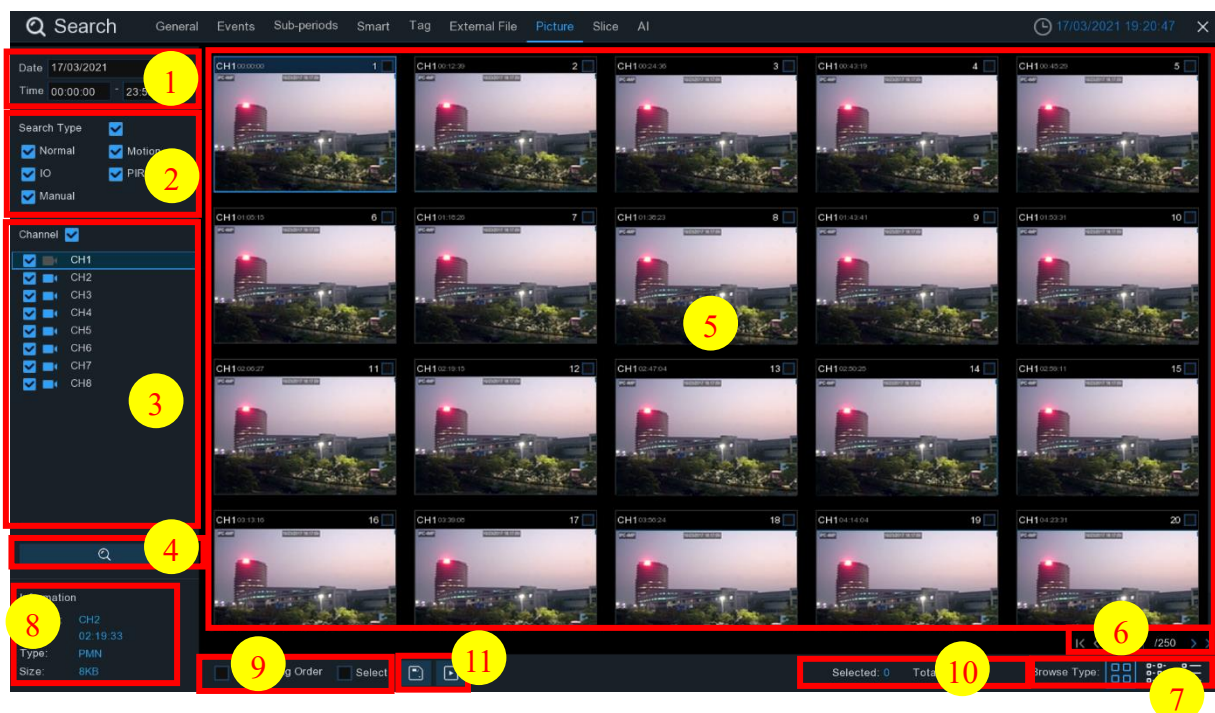 Search General Events Sub-periods Smart Tag External File Picture Slice AI 17/03/2021 19:20:47
Date 17/03/2021
Time 00:00:00 -
1
Search Type
Normal Motion
IO PIR
Manual
2
Channel
CH1
CH2
CH3
CH4
CH5
CH6
CH7
CH8
3
4
Information
CH2
02:19:33
Type: PMN
Size: 8KB
8
CH1 00:00:00 1
CH1 00:12:39 2
CH1 00:24:36 3
CH1 00:43:19 4
CH1 00:45:29 5
CH1 01:05:15 6
CH1 01:18:28 7
CH1 01:36:23 8
CH1 01:43:41 9
CH1 01:53:31 10
5
CH1 02:06:27 11
CH1 02:19:15 12
CH1 02:47:04 13
CH1 02:50:25 14
CH1 02:59:11 15
CH1 03:13:16 16
CH1 03:39:06 17
CH1 03:56:24 18
CH1 04:14:04 19
CH1 04:23:31 20
6
/250
9
Order Select
11
Selected: 0
10
Browse Type:
7